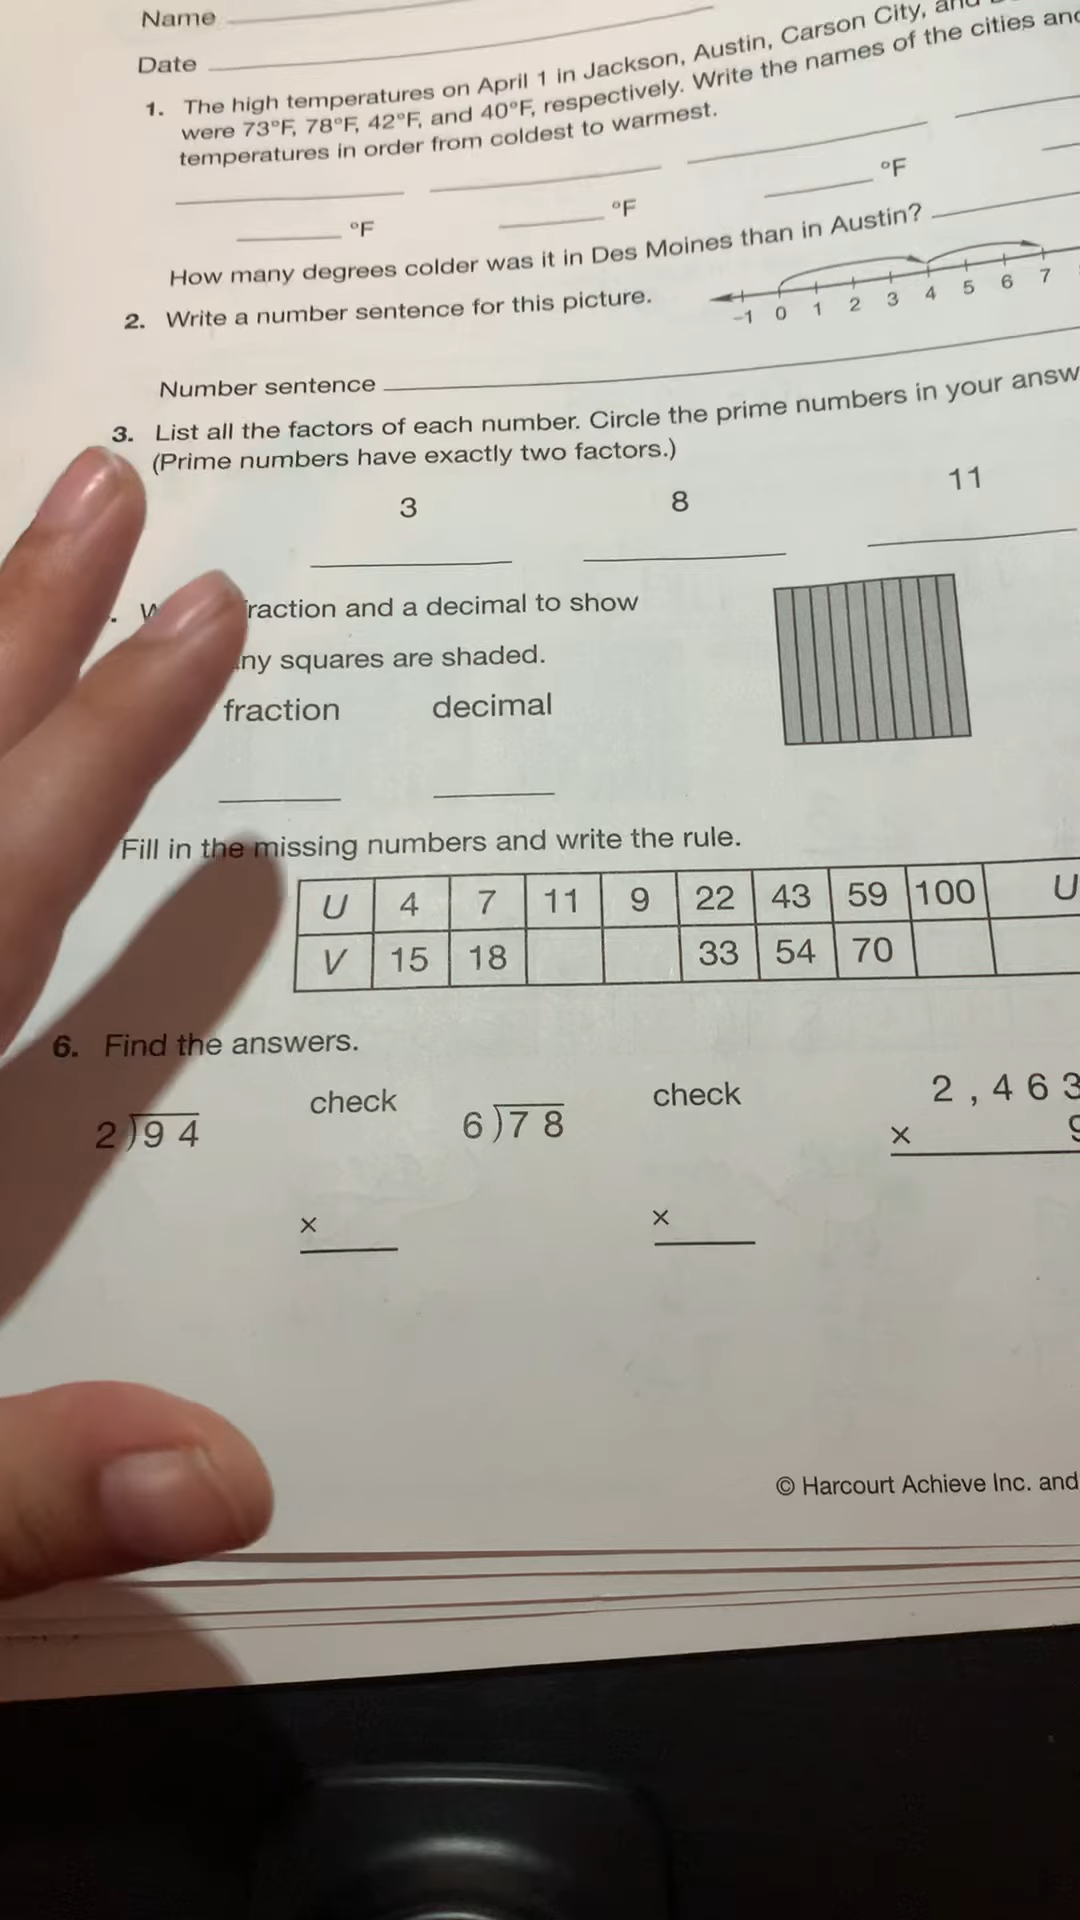 Name
Date
1. The high temperatures on April 1 in Jackson, Austin, Carson City, and
were 73°F, 78°F, 42°F, and 40°F, respectively. Write the names of the cities and
temperatures in order from coldest to warmest.
°F °F °F
How many degrees colder was it in Des Moines than in Austin?
2. Write a number sentence for this picture.
-1 0 1 2 3 4 5 6 7
Number sentence
3. List all the factors of each number. Circle the prime numbers in your answ
(Prime numbers have exactly two factors.)
3 8 11
raction and a decimal to show
ny squares are shaded.
fraction decimal
Fill in the missing numbers and write the rule.
U 4 7 11 9 22 43 59 100 U
V 15 18 33 54 70
6. Find the answers.
2)94 check 6)78 check 2,463
×
× ×
© Harcourt Achieve Inc. and